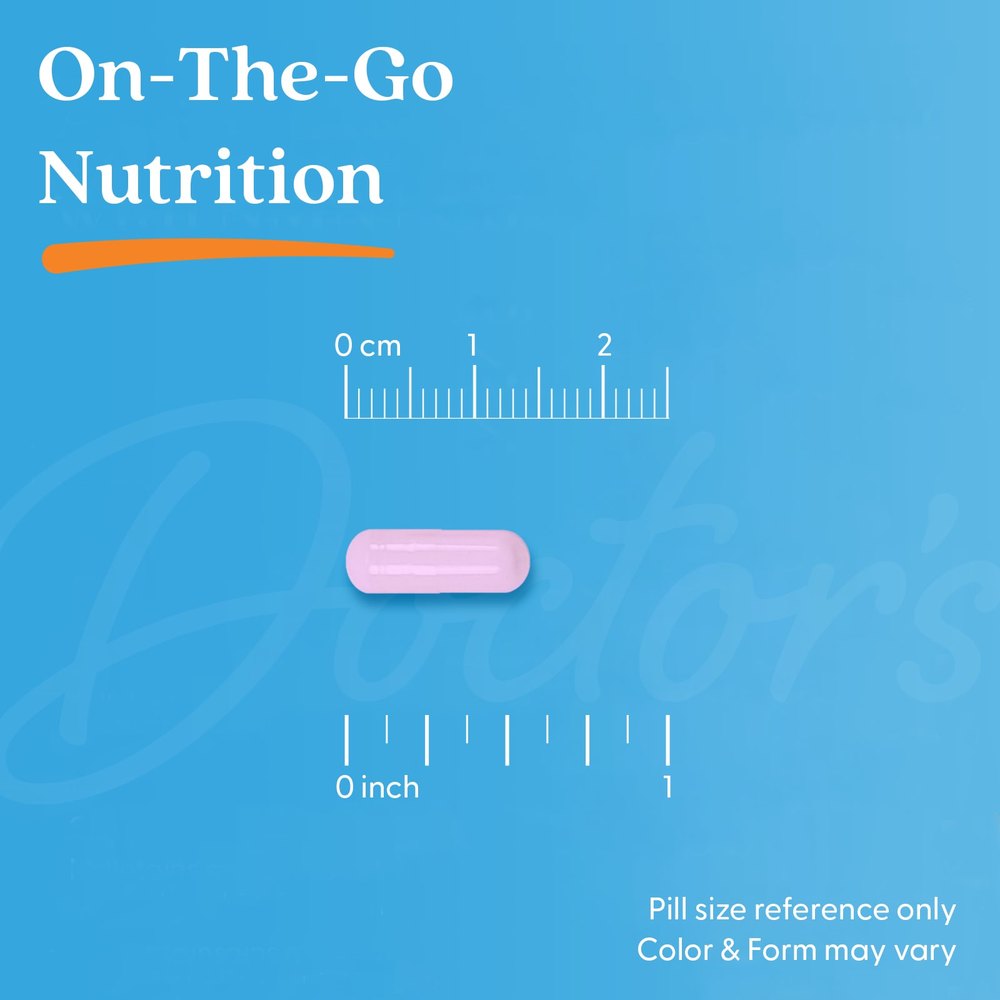 On-The-Go
Nutrition
0 cm 1 2
Doctor's
0 inch 1
Pill size reference only
Color & Form may vary